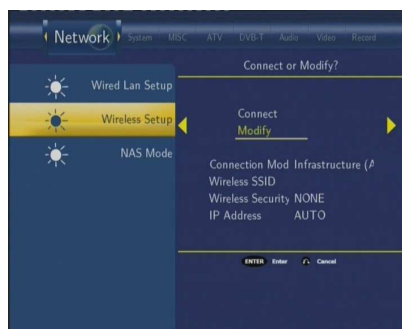 Network System MISC ATV DVB-T Audio Video Record
Connect or Modify?
Wired Lan Setup
Wireless Setup
NAS Mode
Connect
Modify
Connection Mod Infrastructure (A
Wireless SSID
Wireless Security NONE
IP Address AUTO
ENTER Enter Cancel